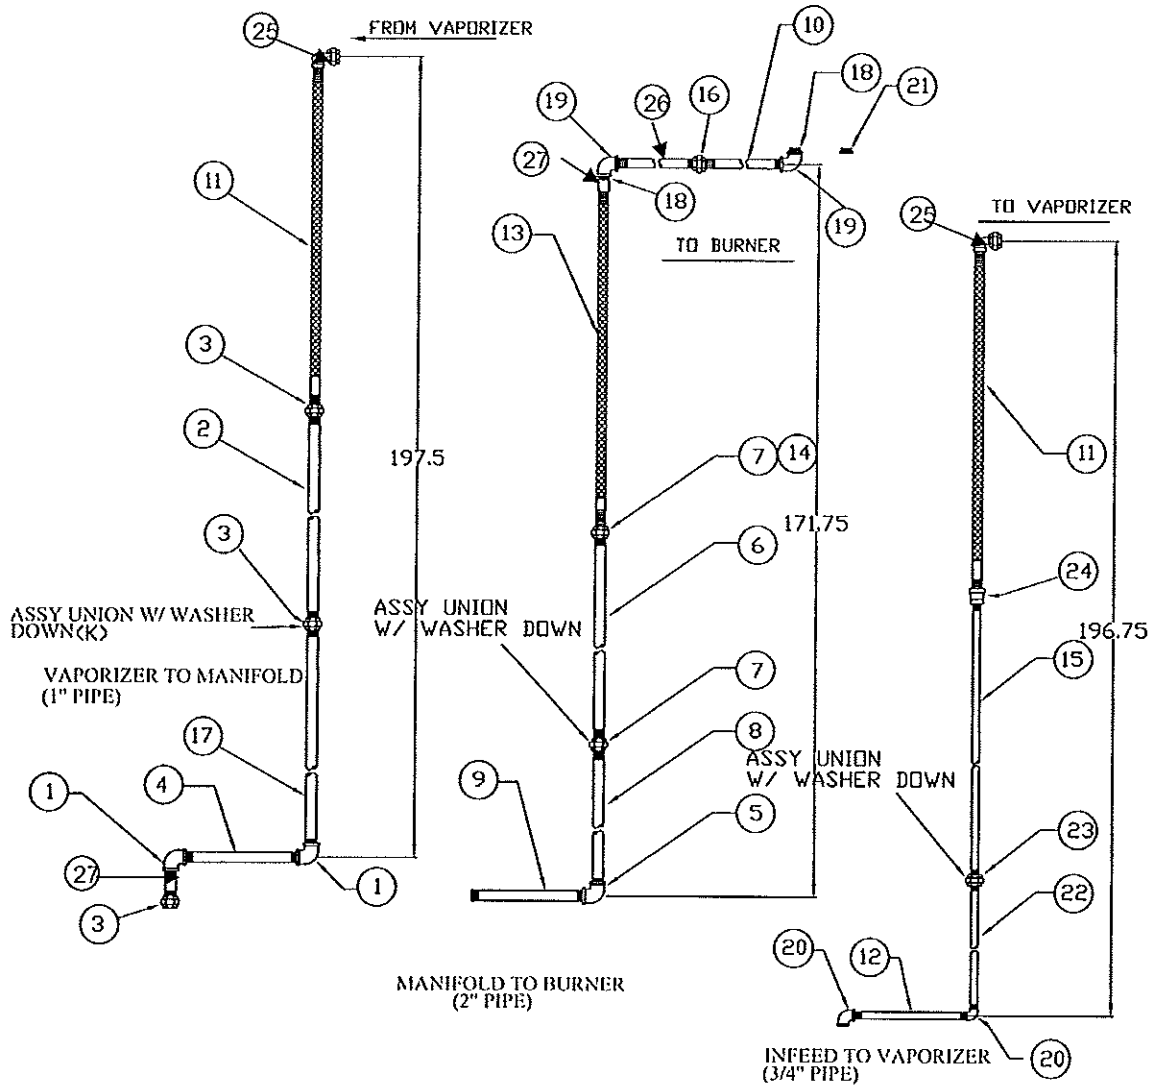 25
FROM VAPORIZER
11
3
2
197.5
3
ASSY UNION W/ WASHER
DOWN(K)
VAPORIZER TO MANIFOLD
(1" PIPE)
17
1
4
27
3
1
10
18
21
26
16
19
27
18
19
13
TO BURNER
7
14
171.75
6
ASSY UNION
W/ WASHER DOWN
7
8
9
5
MANIFOLD TO BURNER
(2" PIPE)
TO VAPORIZER
25
11
24
196.75
15
ASSY UNION
W/ WASHER DOWN
23
22
20
12
20
INFEED TO VAPORIZER
(3/4" PIPE)